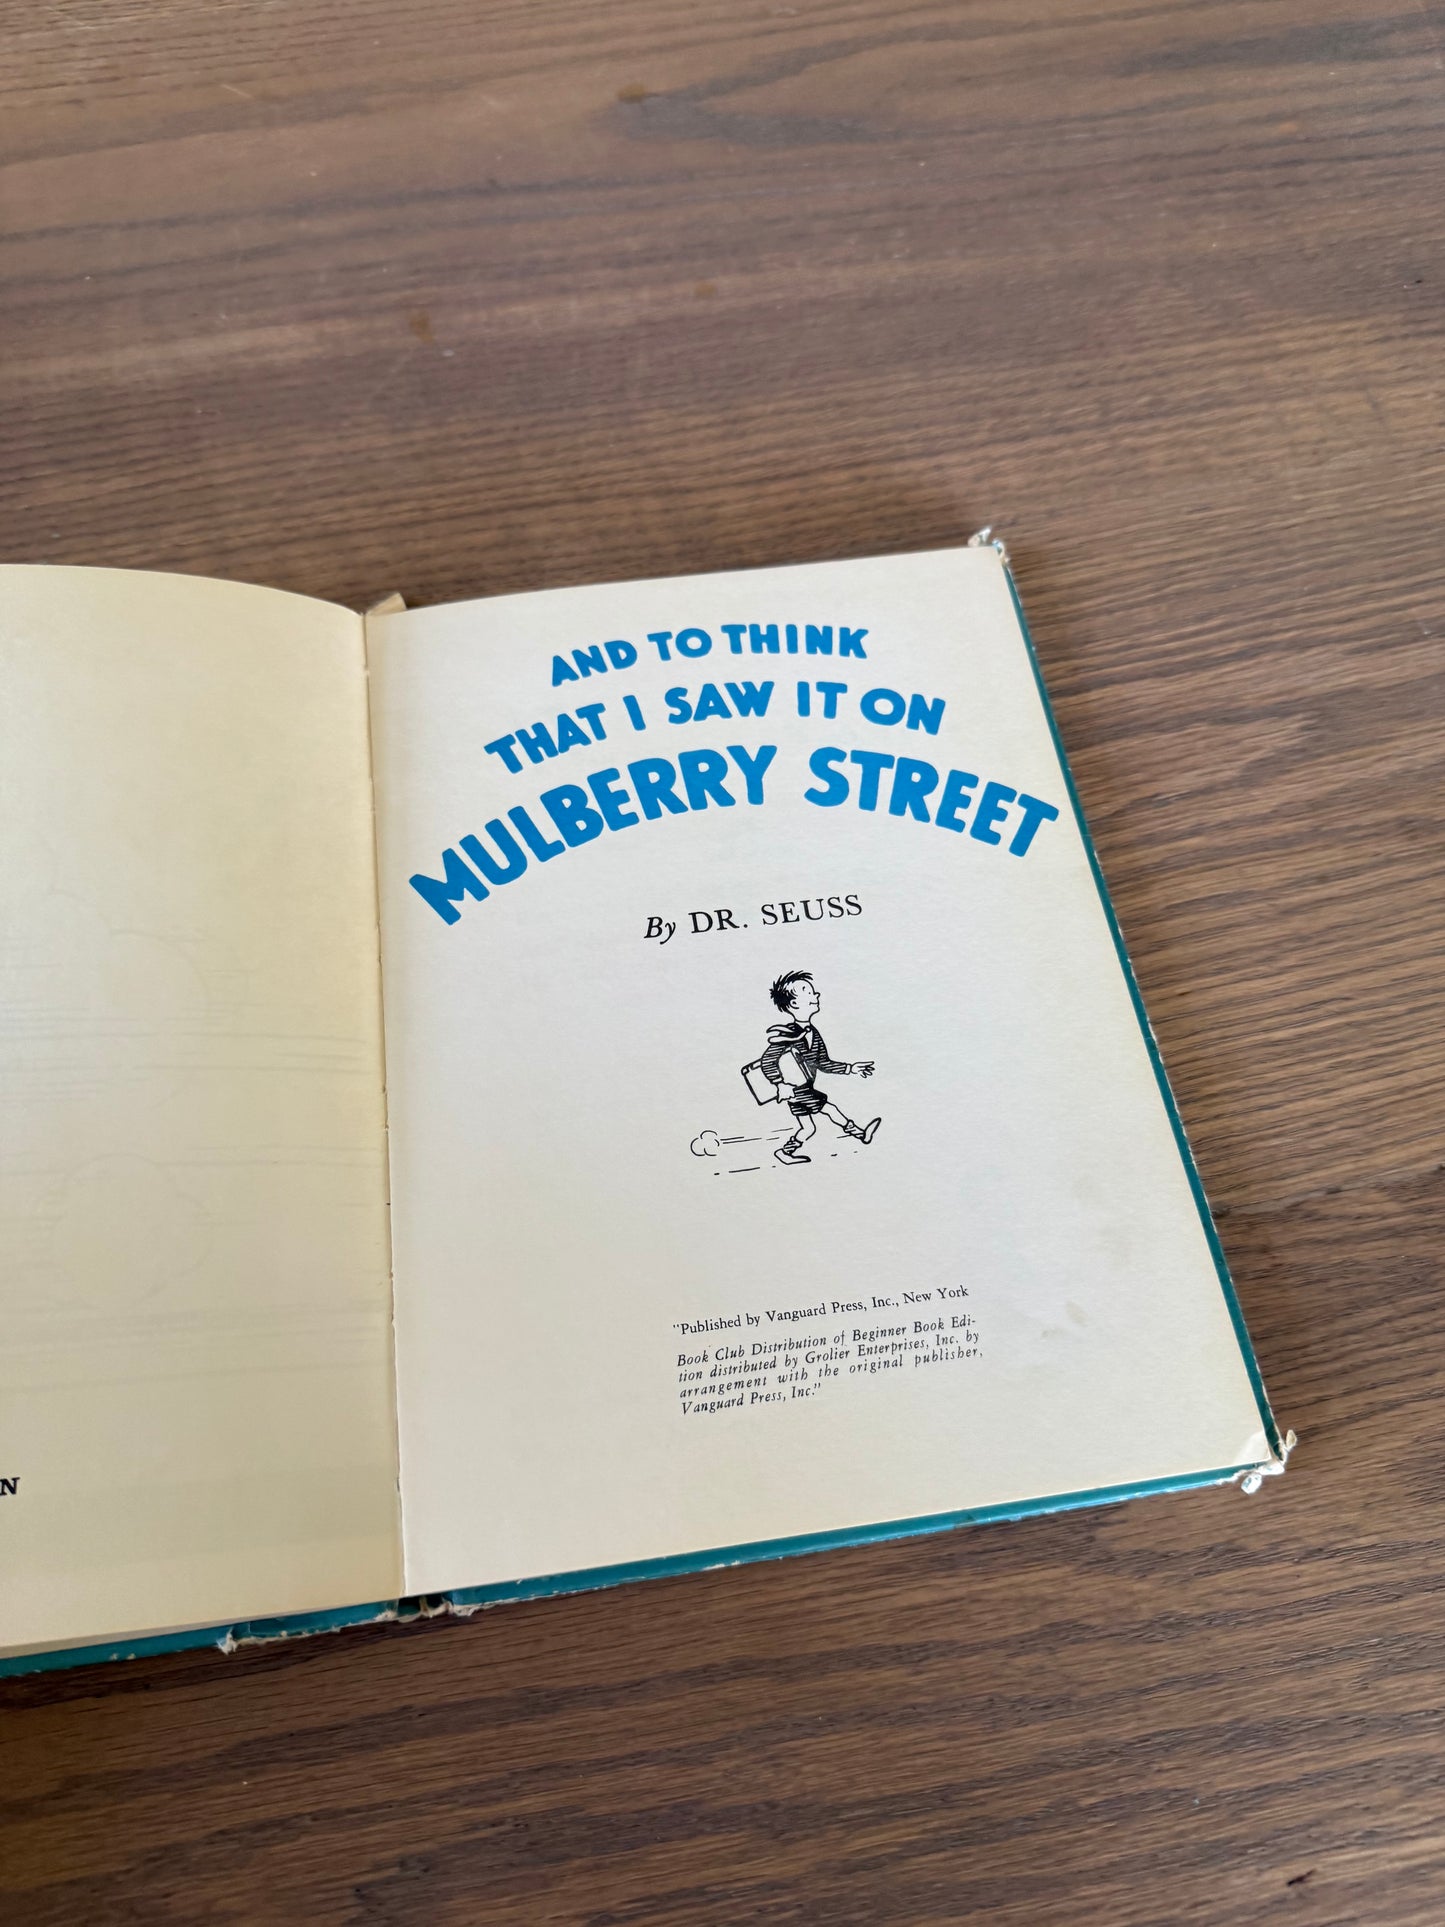 AND TO THINK
THAT I SAW IT ON
MULBERRY STREET
By DR. SEUSS
"Published by Vanguard Press, Inc., New York
Book Club Distribution of Beginner Book Edi-
tion distributed by Grolier Enterprises, Inc. by
arrangement with the original publisher,
Vanguard Press, Inc."
N